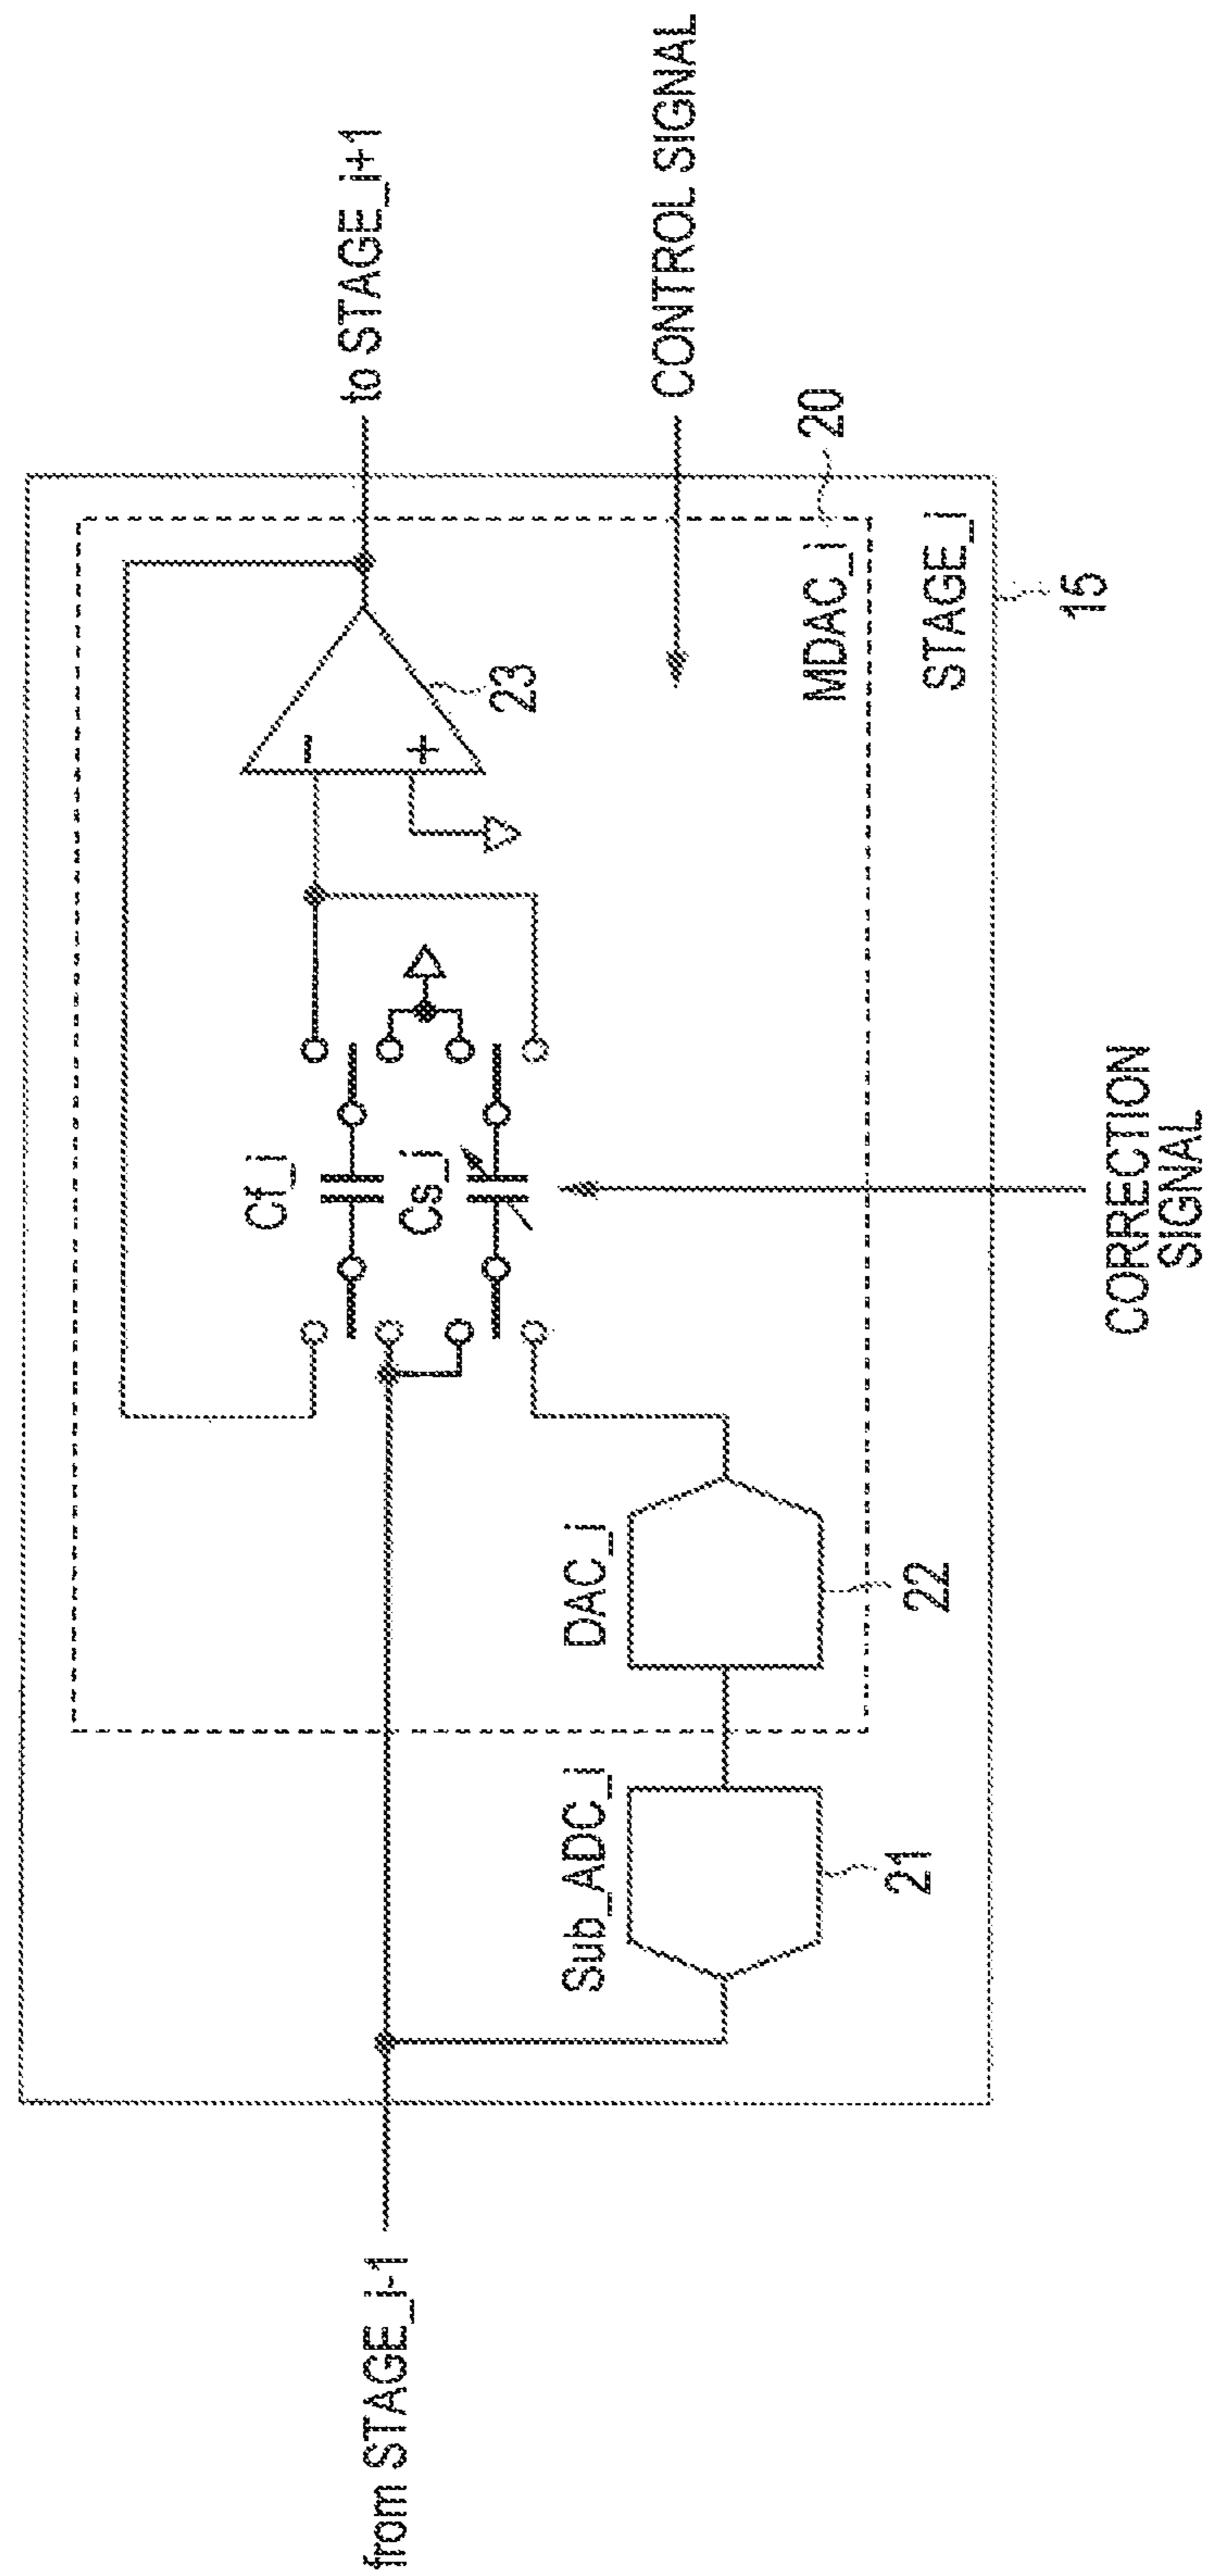 from STAGE_i-1
Sub_ADC_i
21
DAC_i
22
Cf_i
Cs_i
23
MDAC_i
20
STAGE_i
15
to STAGE_i+1
CONTROL SIGNAL
CORRECTION
SIGNAL
-
+